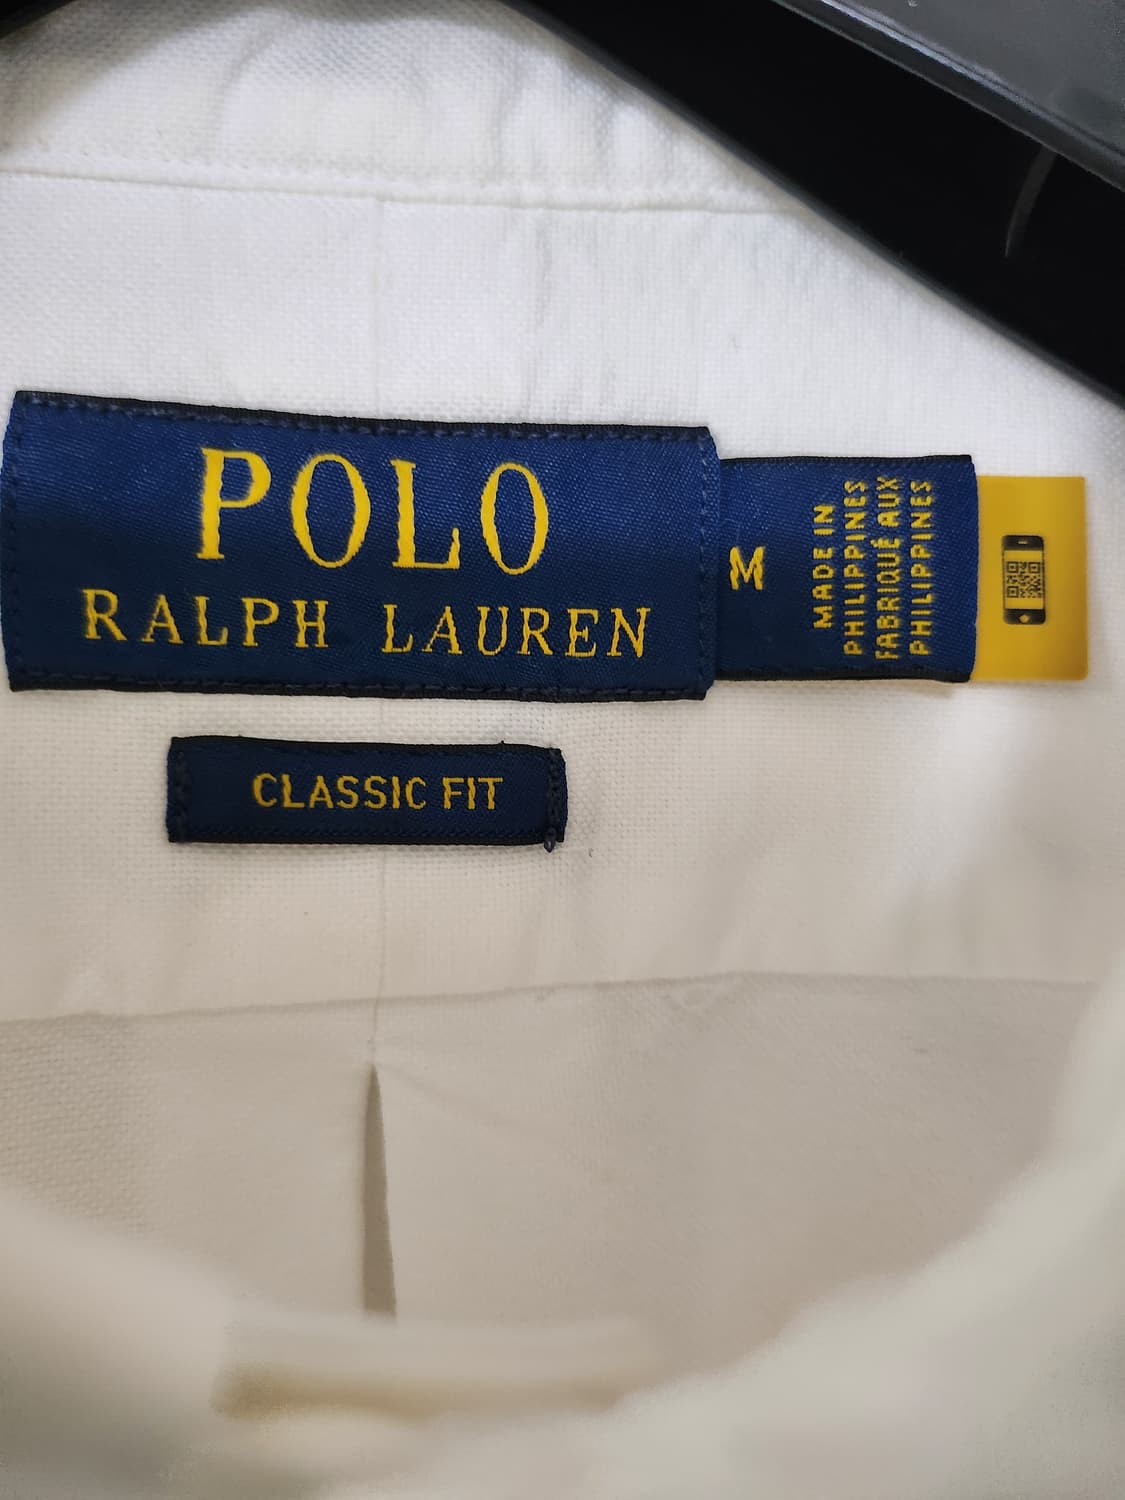 POLO
RALPH LAUREN
M
MADE IN
PHILIPPINES
FABRIQUÉ AUX
PHILIPPINES
CLASSIC FIT